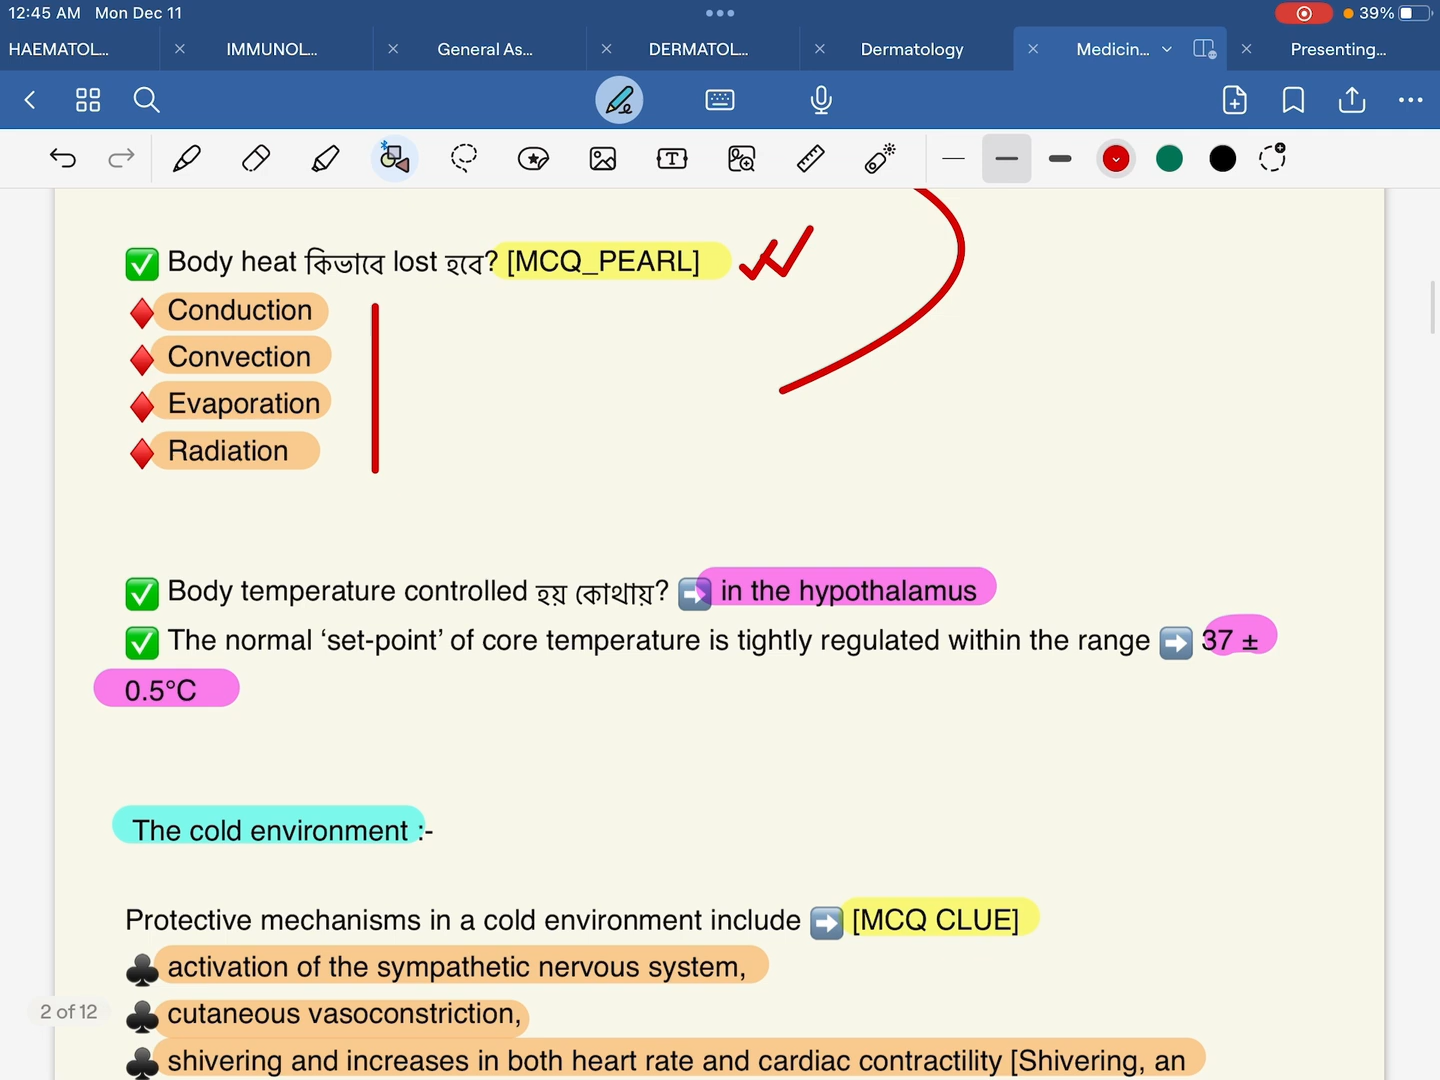 12:45 AM Mon Dec 11
39%
HAEMATOL...
IMMUNOL...
General As...
DERMATOL...
Dermatology
Medicin...
Presenting...
✅ Body heat কিভাবে lost হবে? [MCQ_PEARL]
♦️ Conduction
♦️ Convection
♦️ Evaporation
♦️ Radiation
✅ Body temperature controlled হয় কোথায়? ➡️ in the hypothalamus
✅ The normal ‘set-point’ of core temperature is tightly regulated within the range ➡️ 37 ±
0.5°C
The cold environment :-
Protective mechanisms in a cold environment include ➡️ [MCQ CLUE]
♣️ activation of the sympathetic nervous system,
♣️ cutaneous vasoconstriction,
2 of 12
♣️ shivering and increases in both heart rate and cardiac contractility [Shivering, an